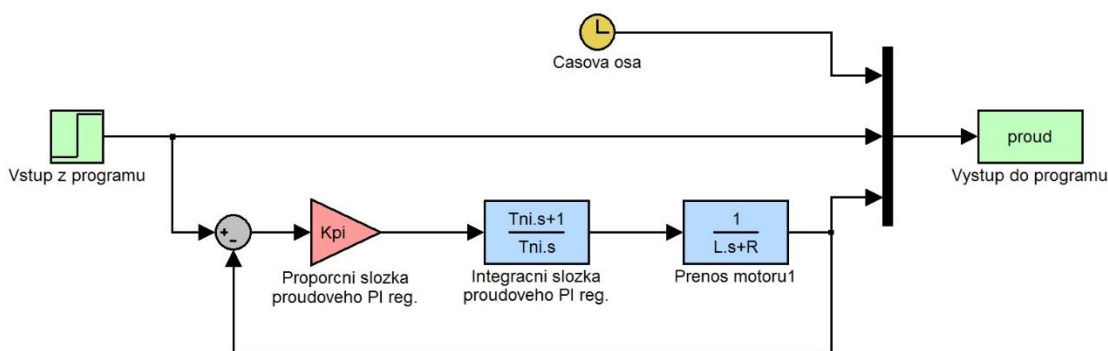 Casova osa
Vstup z programu
proud
Vystup do programu
+
-
Kpi
Proporcni slozka
proudoveho PI reg.
Tni.s+1
Tni.s
Integracni slozka
proudoveho PI reg.
1
L.s+R
Prenos motoru1